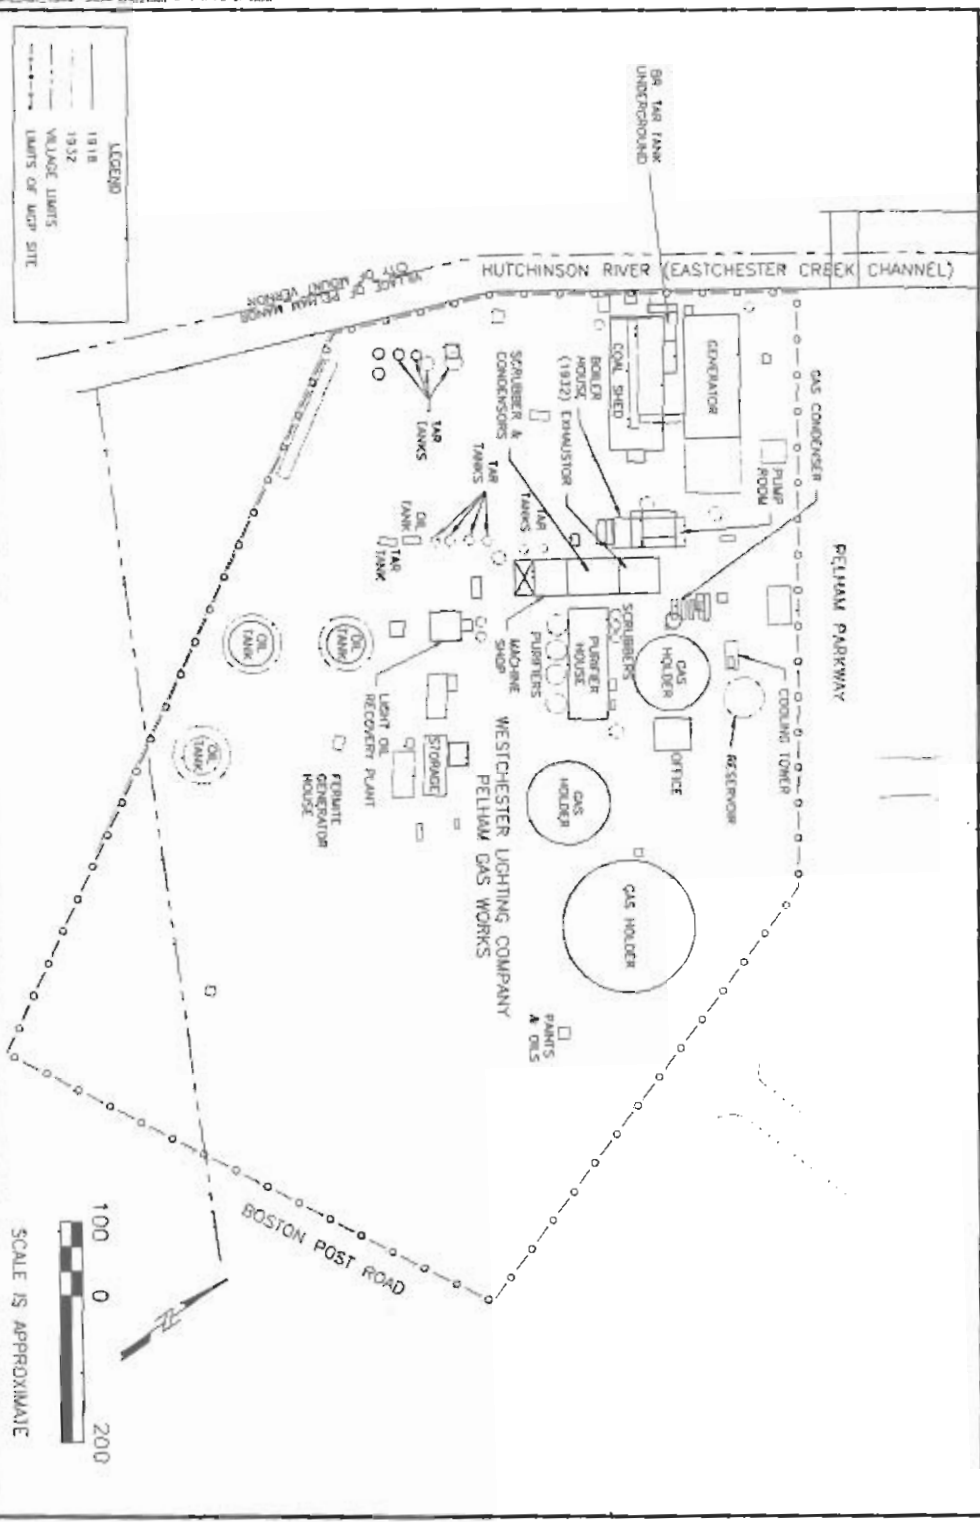 BR TAR TANK
UNDERGROUND
HUTCHINSON RIVER (EASTCHESTER CREEK CHANNEL)
VILLAGE OF PELHAM MANOR
CITY OF MOUNT VERNON
PELHAM PARKWAY
GAS CONDENSER
GENERATOR
COAL SHED
BOILER
HOUSE
(1932)
EXHAUSTOR
SCRUBBER &
CONDENSORS
PUMP
ROOM
TAR
TANKS
TAR
TANKS
TAR
TANKS
OIL
TANK
TAR
TANK
COOLING TOWER
RESERVOIR
GAS
HOLDER
OFFICE
SCRUBBERS
PURIFIER
HOUSE
PURIFIERS
MACHINE
SHOP
GAS
HOLDER
GAS HOLDER
WESTCHESTER LIGHTING COMPANY
PELHAM GAS WORKS
STORAGE
LIGHT OIL
RECOVERY PLANT
OIL
TANK
OIL
TANK
OIL
TANK
FERMITE
GENERATOR
HOUSE
PAINTS
& OILS
BOSTON POST ROAD
LEGEND
1918
1932
VILLAGE LIMITS
LIMITS OF MGP SITE
N
100 0 200
SCALE IS APPROXIMATE